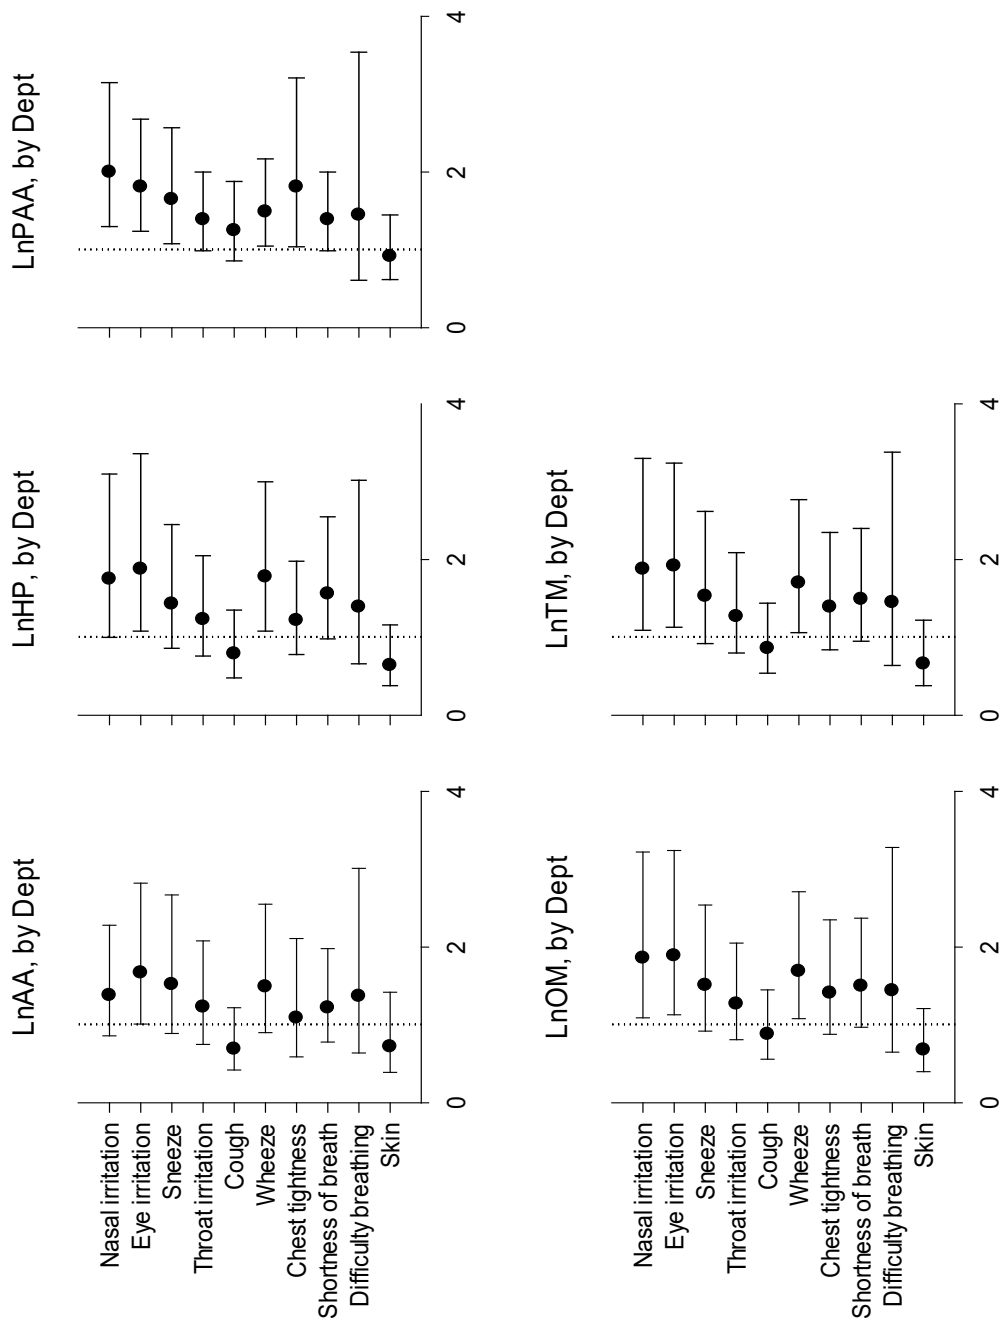 LnAA, by Dept
LnHP, by Dept
LnPAA, by Dept
Nasal irritation
Eye irritation
Sneeze
Throat irritation
Cough
Wheeze
Chest tightness
Shortness of breath
Difficulty breathing
Skin
0 2 4
0 2 4
0 2 4
LnOM, by Dept
LnTM, by Dept
Nasal irritation
Eye irritation
Sneeze
Throat irritation
Cough
Wheeze
Chest tightness
Shortness of breath
Difficulty breathing
Skin
0 2 4
0 2 4